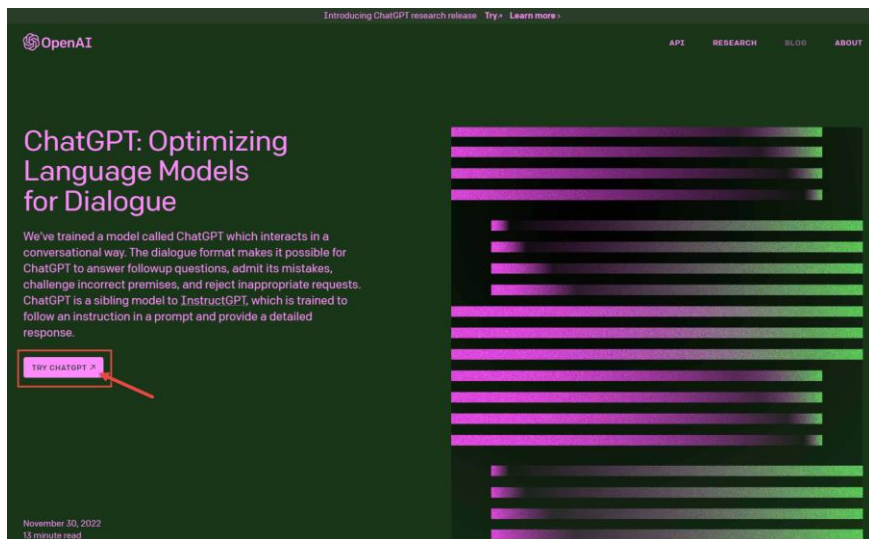 Introducing ChatGPT research release Try↗ Learn more›
OpenAI
API RESEARCH BLOG ABOUT
ChatGPT: Optimizing
Language Models
for Dialogue
We've trained a model called ChatGPT which interacts in a
conversational way. The dialogue format makes it possible for
ChatGPT to answer followup questions, admit its mistakes,
challenge incorrect premises, and reject inappropriate requests.
ChatGPT is a sibling model to InstructGPT, which is trained to
follow an instruction in a prompt and provide a detailed
response.
TRY CHATGPT ↗
November 30, 2022
13 minute read